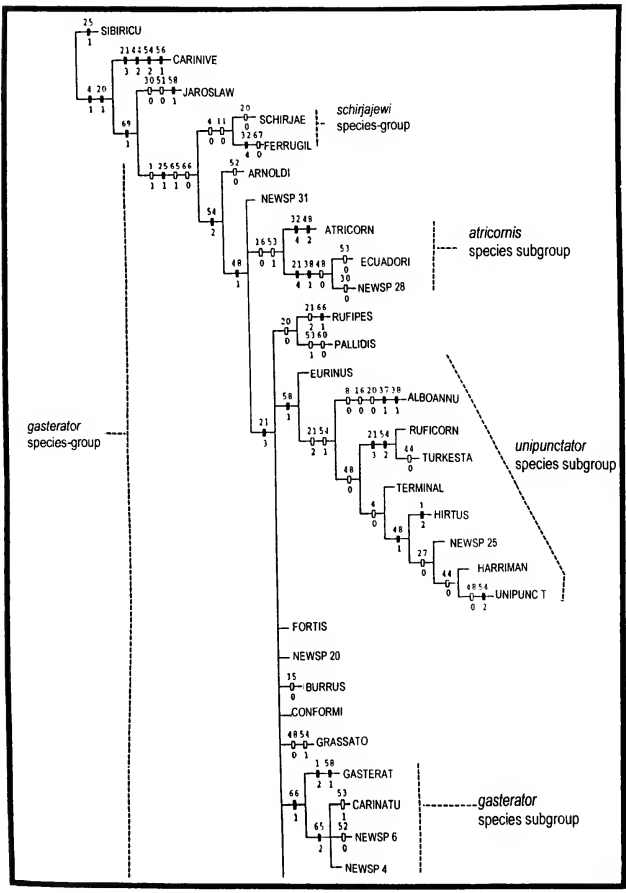 25
SIBIRICU
1
21 44 54 56
CARINIVE
3 2 2 1
30 51 58
JAROSLAW
0 0 1
4 20
1 1
20
SCHIRJAE
0
4 11
0 0
32 67
FERRUGIL
4 0
schirjajewi
species-group
69
1
1 25 65 66
1 1 1 0
52
ARNOLDI
0
54
2
NEWSP 31
32 48
ATRICORN
4 2
16 53
0 1
53
ECUADORI
0
21 38 48
4 1 0
30
NEWSP 28
0
atricornis
species subgroup
48
1
21 66
RUFIPES
2 1
20
0
53 60
PALLIDIS
1 0
EURINUS
58
1
8 16 20 37 38
ALBOANNU
0 0 0 1 1
21 54
2 1
RUFICORN
21 54
3 2
44
TURKESTA
0
48
0
unipunctator
species subgroup
gasterator
species-group
21
3
TERMINAL
4
0
1
HIRTUS
2
48
1
NEWSP 25
27
0
HARRIMAN
44
0
48 54
UNIPUNC T
0 2
FORTIS
NEWSP 20
35
BURRUS
0
CONFORMI
48 54
GRASSATO
0 1
1 58
GASTERAT
2 1
66
1
53
CARINATU
1
65
2
52
NEWSP 6
0
NEWSP 4
gasterator
species subgroup